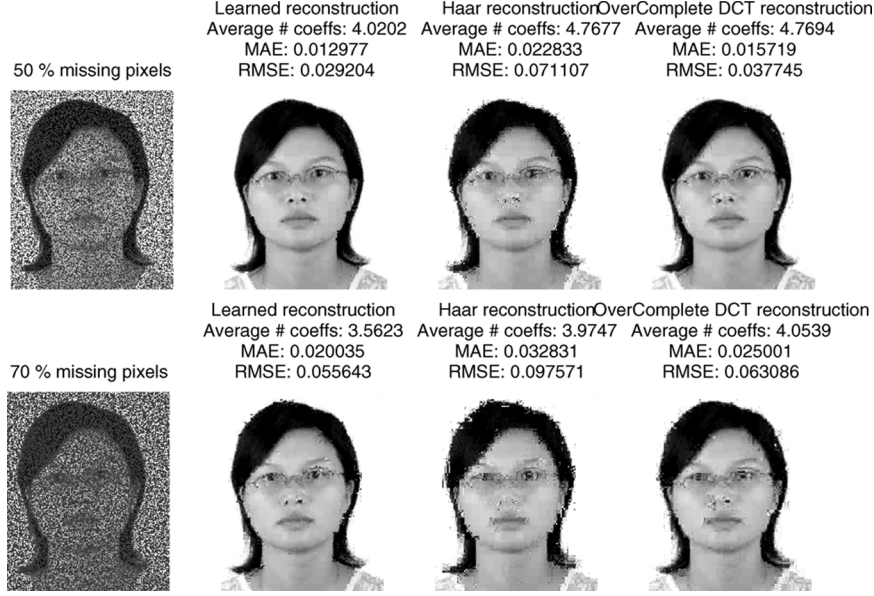 Learned reconstruction
Average # coeffs: 4.0202
MAE: 0.012977
RMSE: 0.029204
Haar reconstruction
Average # coeffs: 4.7677
MAE: 0.022833
RMSE: 0.071107
OverComplete DCT reconstruction
Average # coeffs: 4.7694
MAE: 0.015719
RMSE: 0.037745
50 % missing pixels
Learned reconstruction
Average # coeffs: 3.5623
MAE: 0.020035
RMSE: 0.055643
Haar reconstruction
Average # coeffs: 3.9747
MAE: 0.032831
RMSE: 0.097571
OverComplete DCT reconstruction
Average # coeffs: 4.0539
MAE: 0.025001
RMSE: 0.063086
70 % missing pixels